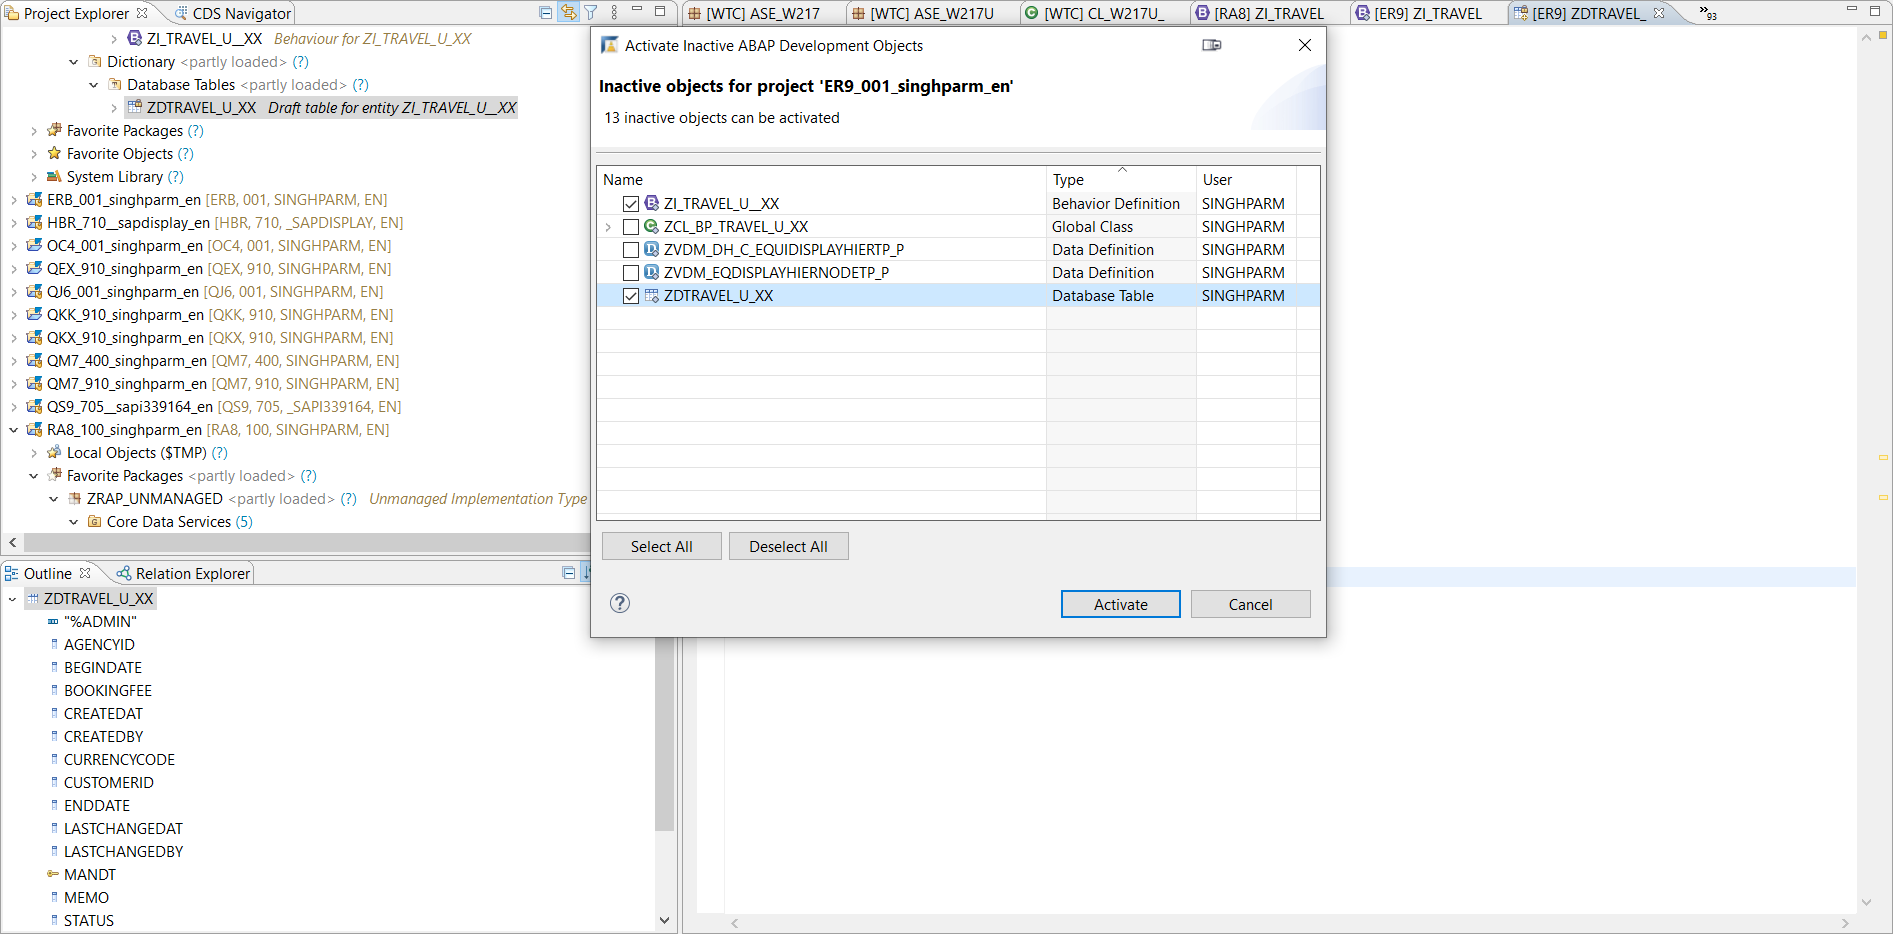 Project Explorer
CDS Navigator
ZI_TRAVEL_U__XX Behaviour for ZI_TRAVEL_U_XX
Dictionary <partly loaded> (?)
Database Tables <partly loaded> (?)
ZDTRAVEL_U_XX Draft table for entity ZI_TRAVEL_U__XX
Favorite Packages (?)
Favorite Objects (?)
System Library (?)
ERB_001_singhparm_en [ERB, 001, SINGHPARM, EN]
HBR_710__sapdisplay_en [HBR, 710, _SAPDISPLAY, EN]
OC4_001_singhparm_en [OC4, 001, SINGHPARM, EN]
QEX_910_singhparm_en [QEX, 910, SINGHPARM, EN]
QJ6_001_singhparm_en [QJ6, 001, SINGHPARM, EN]
QKK_910_singhparm_en [QKK, 910, SINGHPARM, EN]
QKX_910_singhparm_en [QKX, 910, SINGHPARM, EN]
QM7_400_singhparm_en [QM7, 400, SINGHPARM, EN]
QM7_910_singhparm_en [QM7, 910, SINGHPARM, EN]
QS9_705__sapi339164_en [QS9, 705, _SAPI339164, EN]
RA8_100_singhparm_en [RA8, 100, SINGHPARM, EN]
Local Objects ($TMP) (?)
Favorite Packages <partly loaded> (?)
ZRAP_UNMANAGED <partly loaded> (?) Unmanaged Implementation Type
Core Data Services (5)
Outline
Relation Explorer
ZDTRAVEL_U_XX
"%ADMIN"
AGENCYID
BEGINDATE
BOOKINGFEE
CREATEDAT
CREATEDBY
CURRENCYCODE
CUSTOMERID
ENDDATE
LASTCHANGEDAT
LASTCHANGEDBY
MANDT
MEMO
STATUS
[WTC] ASE_W217
[WTC] ASE_W217U
[WTC] CL_W217U_
[RA8] ZI_TRAVEL
[ER9] ZI_TRAVEL
[ER9] ZDTRAVEL_
»93
Activate Inactive ABAP Development Objects
Inactive objects for project 'ER9_001_singhparm_en'
13 inactive objects can be activated
Name Type User
ZI_TRAVEL_U__XX Behavior Definition SINGHPARM
ZCL_BP_TRAVEL_U_XX Global Class SINGHPARM
ZVDM_DH_C_EQUIDISPLAYHIERTP_P Data Definition SINGHPARM
ZVDM_EQDISPLAYHIERNODETP_P Data Definition SINGHPARM
ZDTRAVEL_U_XX Database Table SINGHPARM
Select All
Deselect All
Activate
Cancel